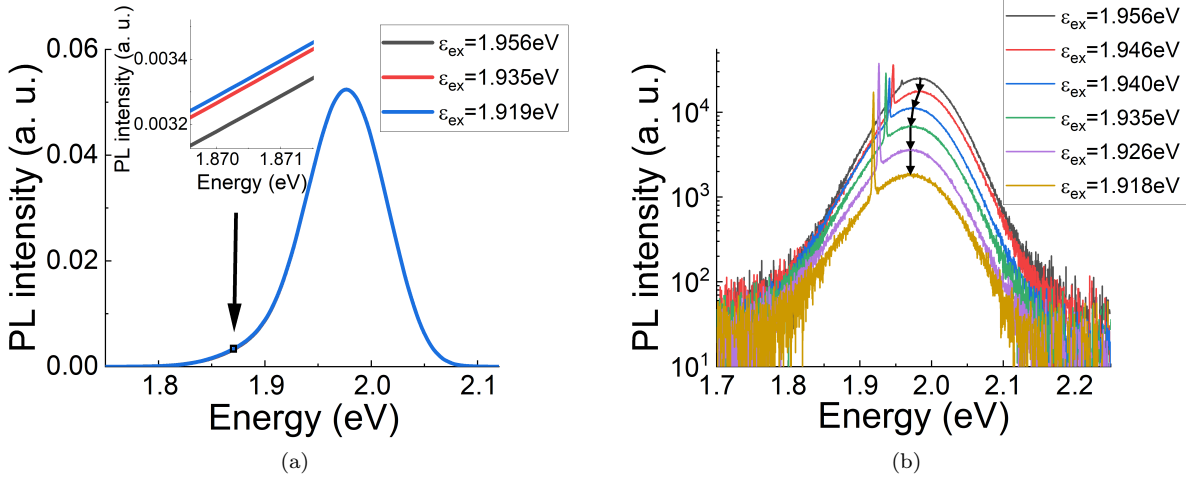 0.06
0.04
0.02
0.00
PL intensity (a. u.)
1.8 1.9 2.0 2.1
Energy (eV)
0.0034
0.0032
PL intensity (a. u.)
1.870 1.871
Energy (eV)
εex=1.956eV
εex=1.935eV
εex=1.919eV
(a)
10⁴
10³
10²
10¹
PL intensity (a. u.)
1.7 1.8 1.9 2.0 2.1 2.2
Energy (eV)
εex=1.956eV
εex=1.946eV
εex=1.940eV
εex=1.935eV
εex=1.926eV
εex=1.918eV
(b)